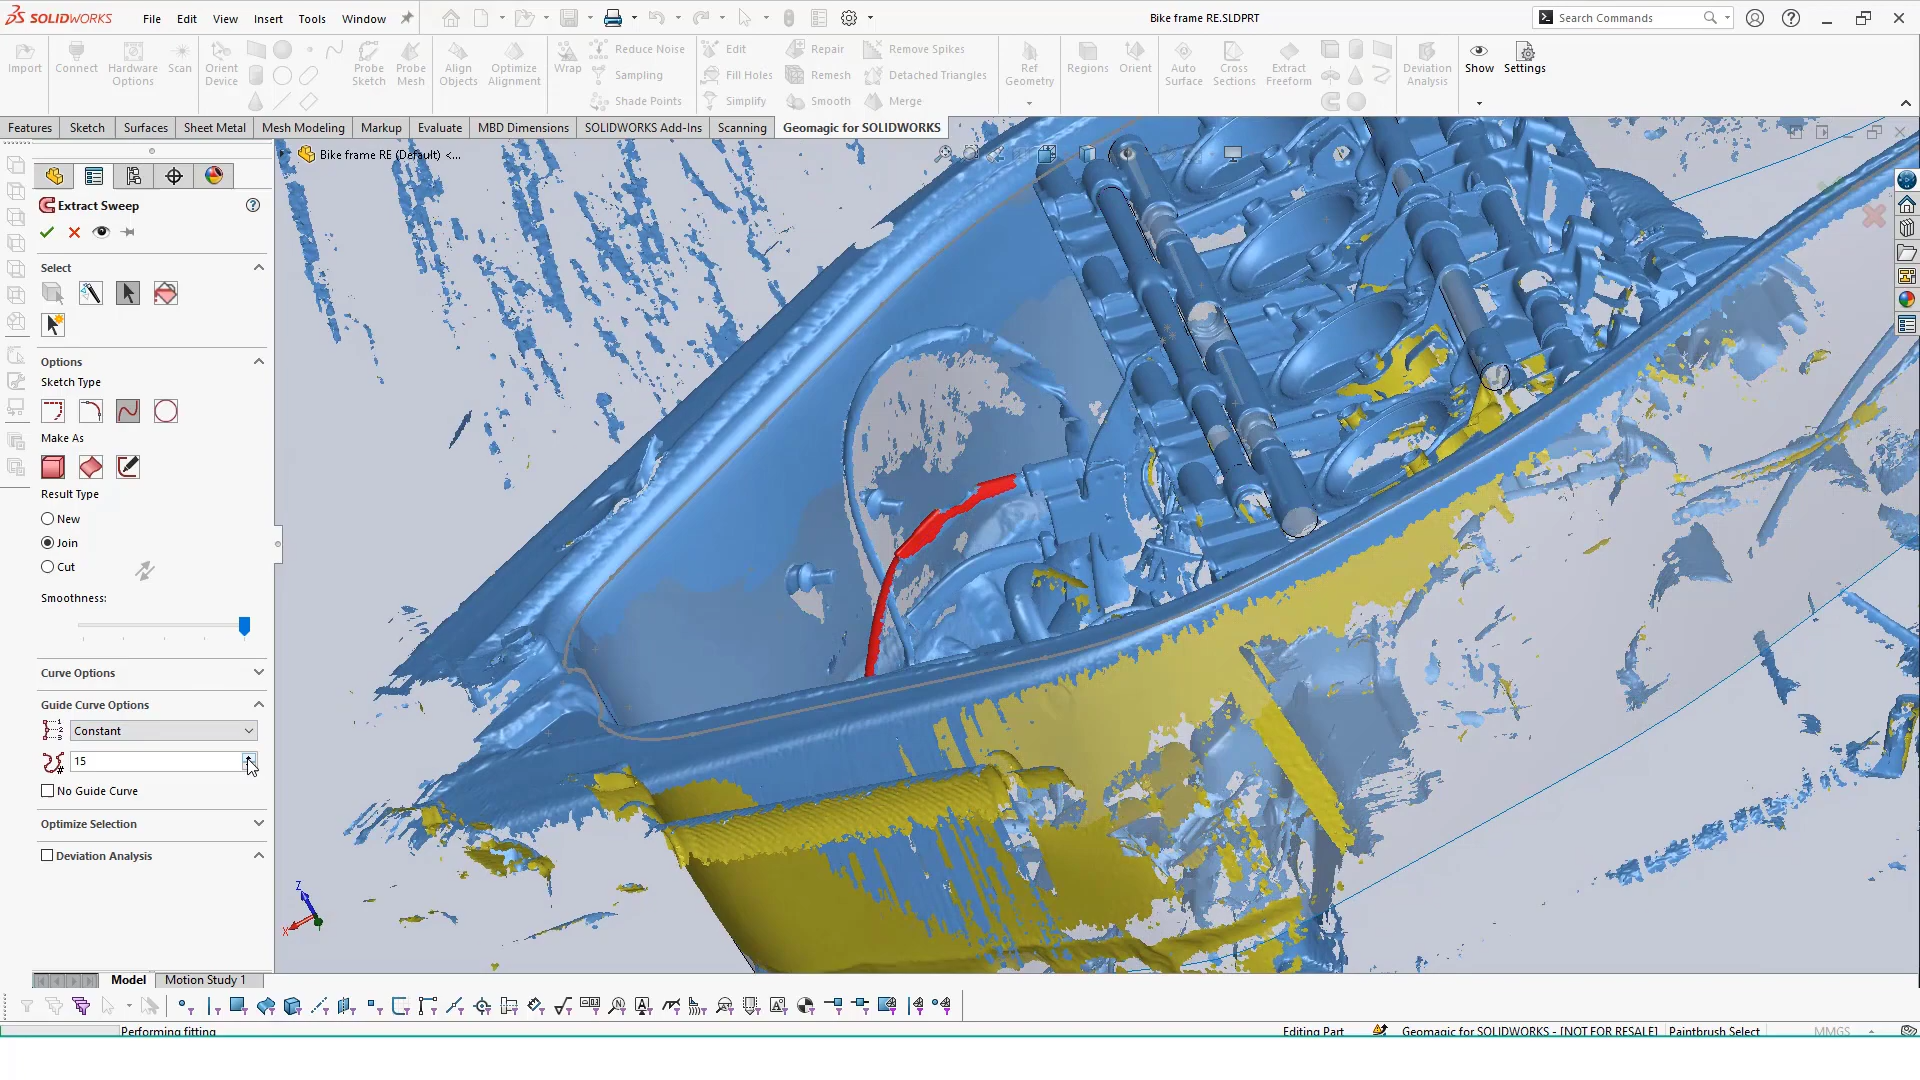 SOLIDWORKS File Edit View Insert Tools Window
Bike frame RE.SLDPRT
Search Commands
Import Connect Hardware Options Scan Orient Device Probe Sketch Probe Mesh Align Objects Optimize Alignment Wrap
Reduce Noise Edit Repair Remove Spikes
Sampling Fill Holes Remesh Detached Triangles
Shade Points Simplify Smooth Merge
Ref Geometry Regions Orient Auto Surface Cross Sections Extract Freeform Deviation Analysis Show Settings
Features Sketch Surfaces Sheet Metal Mesh Modeling Markup Evaluate MBD Dimensions SOLIDWORKS Add-Ins Scanning Geomagic for SOLIDWORKS
Bike frame RE (Default) <...
Extract Sweep
Select
Options
Sketch Type
Make As
Result Type
New
Join
Cut
Smoothness:
Curve Options
Guide Curve Options
Constant
15
No Guide Curve
Optimize Selection
Deviation Analysis
Z
X
Model Motion Study 1
Performing fitting
Editing Part Geomagic for SOLIDWORKS - [NOT FOR RESALE] Paintbrush Select MMGS